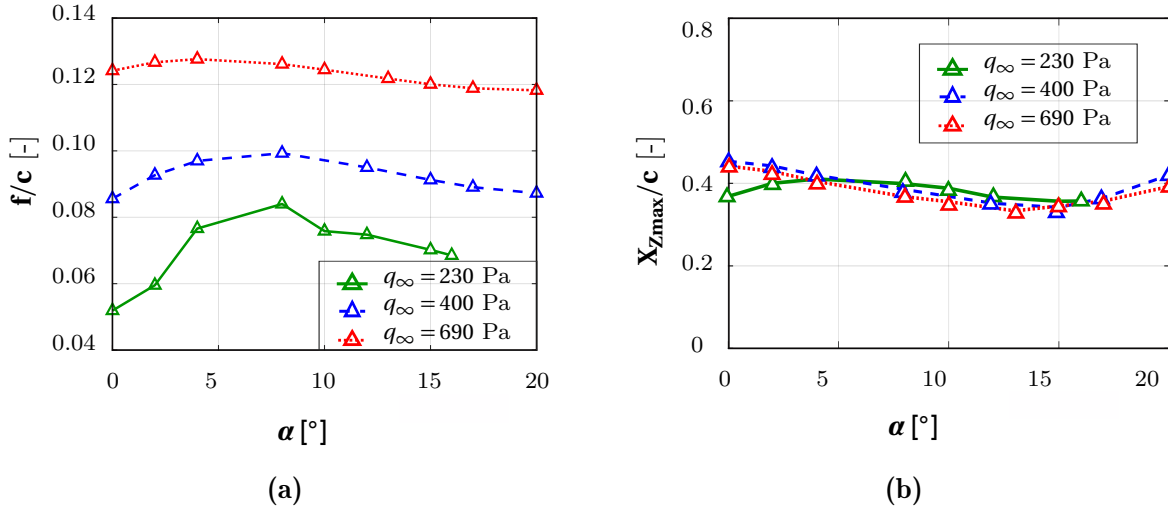 0.14
0.12
0.10
0.08
0.06
0.04
f/c [-]
q∞ = 230 Pa
q∞ = 400 Pa
q∞ = 690 Pa
0 5 10 15 20
α [°]
(a)
0.8
0.6
0.4
0.2
0
X_Zmax/c [-]
q∞ = 230 Pa
q∞ = 400 Pa
q∞ = 690 Pa
0 5 10 15 20
α [°]
(b)